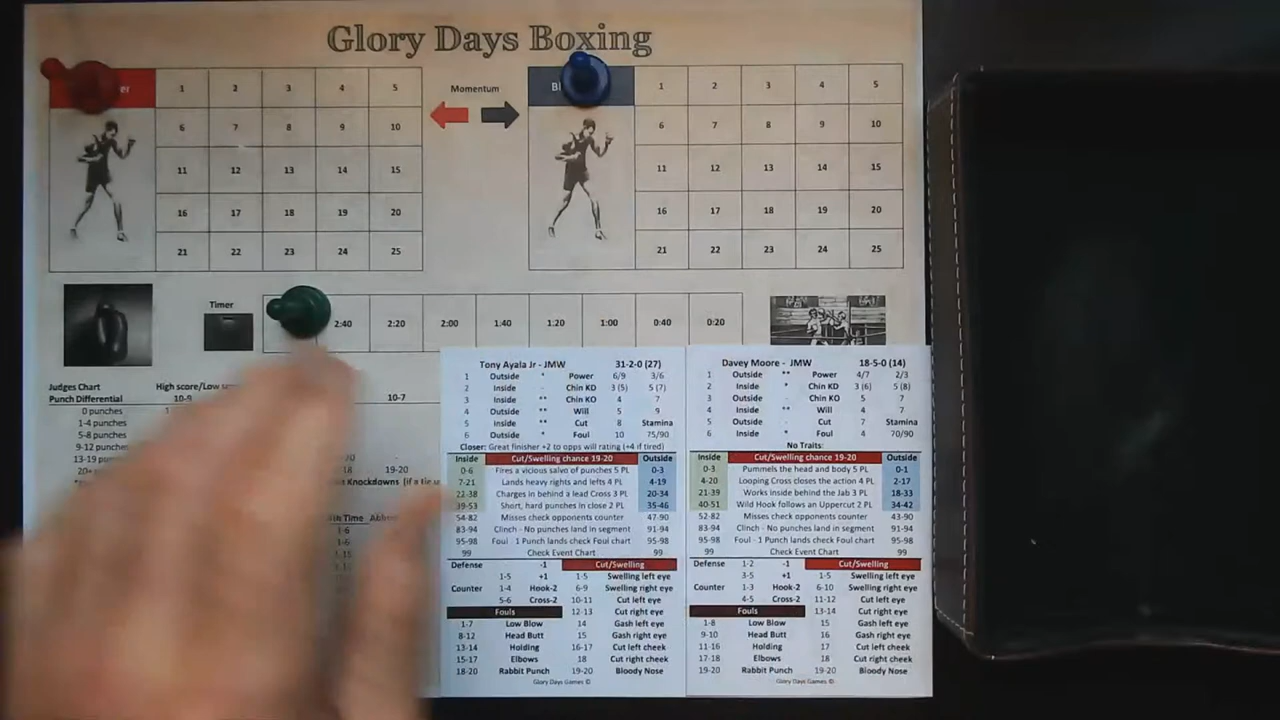 Glory Days Boxing
er 1 2 3 4 5
6 7 8 9 10
11 12 13 14 15
16 17 18 19 20
21 22 23 24 25
Momentum
Bl 1 2 3 4 5
6 7 8 9 10
11 12 13 14 15
16 17 18 19 20
21 22 23 24 25
Timer
2:40 2:20 2:00 1:40 1:20 1:00 0:40 0:20
Judges Chart High score/Low
Punch Differential 10-9 10-7
0 punches
1-4 punches
5-8 punches
9-12 punches
13-19
20+
19-20
Knockdowns (if a tie
Time
1-6
1-6
Tony Ayala Jr - JMW 31-2-0 (27)
1 Outside * Power 6/9 3/6
2 Inside - Chin KD 3 (5) 5 (7)
3 Inside ** Chin KO 4 7
4 Outside ** Will 5 9
5 Inside ** Cut 8 Stamina
6 Outside * Foul 10 75/90
Closer: Great finisher +2 to opps will rating (+4 if tired)
Inside Cut/Swelling chance 19-20 Outside
0-6 Fires a vicious salvo of punches 5 PL 0-3
7-21 Lands heavy rights and lefts 4 PL 4-19
22-38 Charges in behind a lead Cross 3 PL 20-34
39-53 Short, hard punches in close 2 PL 35-46
54-82 Misses check opponents counter 47-90
83-94 Clinch - No punches land in segment 91-94
95-98 Foul - 1 Punch lands check Foul chart 95-98
99 Check Event Chart 99
Defense -1 Cut/Swelling
1-5 +1 1-5 Swelling left eye
Counter 1-4 Hook-2 6-9 Swelling right eye
5-6 Cross-2 10-11 Cut left eye
Fouls 12-13 Cut right eye
1-7 Low Blow 14 Gash left eye
8-12 Head Butt 15 Gash right eye
13-14 Holding 16-17 Cut left cheek
15-17 Elbows 18 Cut right cheek
18-20 Rabbit Punch 19-20 Bloody Nose
Glory Days Games ©
Davey Moore - JMW 18-5-0 (14)
1 Outside ** Power 4/7 2/3
2 Inside * Chin KD 3 (6) 5 (8)
3 Outside - Chin KO 5 7
4 Inside ** Will 4 7
5 Outside - Cut 7 Stamina
6 Inside * Foul 4 70/90
No Traits:
Inside Cut/Swelling chance 19-20 Outside
0-3 Pummels the head and body 5 PL 0-1
4-20 Looping Cross closes the action 4 PL 2-17
21-39 Works inside behind the Jab 3 PL 18-33
40-51 Wild Hook follows an Uppercut 2 PL 34-42
52-82 Misses check opponents counter 43-90
83-94 Clinch - No punches land in segment 91-94
95-98 Foul - 1 Punch lands check Foul chart 95-98
99 Check Event Chart 99
Defense 1-2 -1 Cut/Swelling
3-5 +1 1-5 Swelling left eye
Counter 1-3 Hook-2 6-10 Swelling right eye
4-5 Cross-2 11-12 Cut left eye
Fouls 13-14 Cut right eye
1-8 Low Blow 15 Gash left eye
9-10 Head Butt 16 Gash right eye
11-16 Holding 17 Cut left cheek
17-18 Elbows 18 Cut right cheek
19-20 Rabbit Punch 19-20 Bloody Nose
Glory Days Games ©